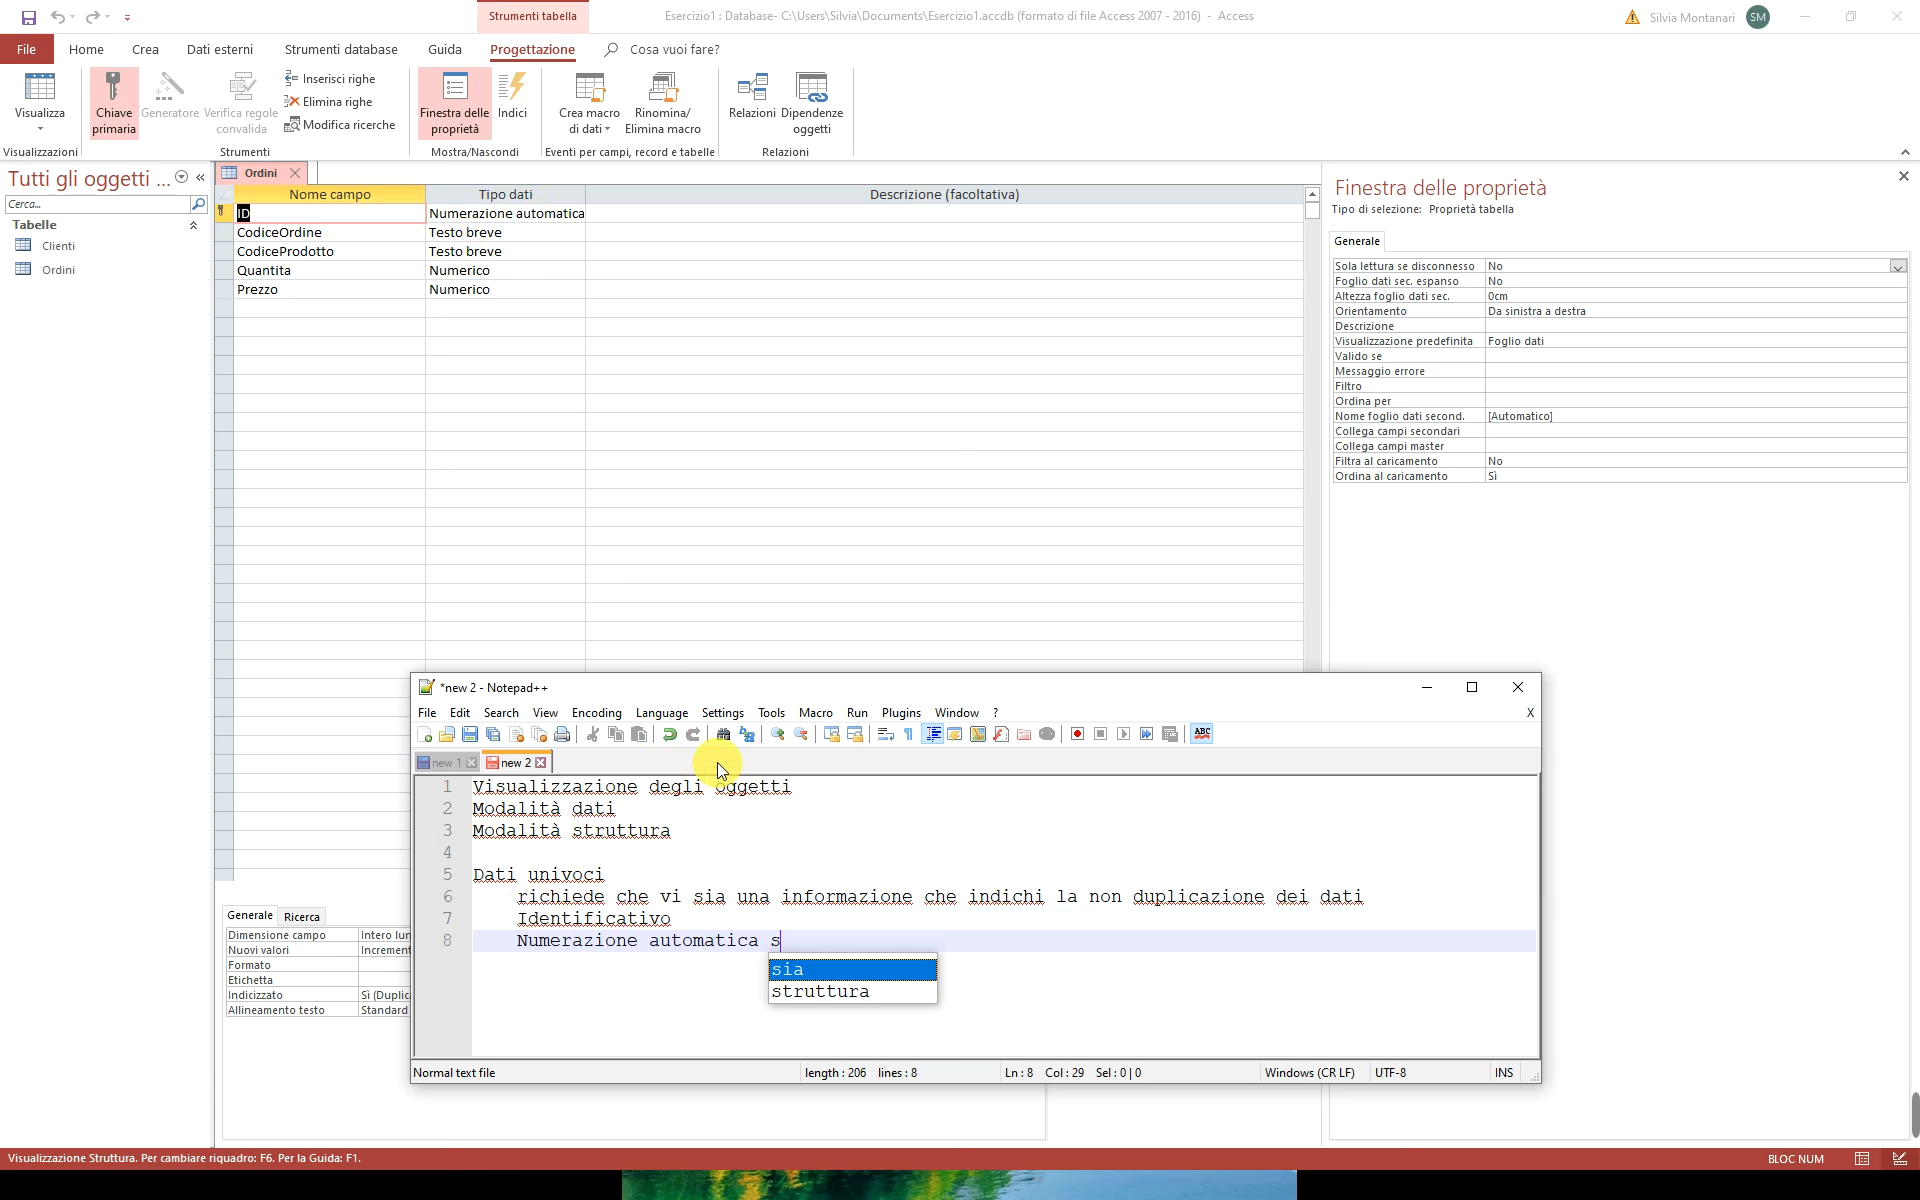 Strumenti tabella
Esercizio1 : Database- C:\Users\Silvia\Documents\Esercizio1.accdb (formato di file Access 2007 - 2016) - Access
Silvia Montanari
SM
File Home Crea Dati esterni Strumenti database Guida Progettazione Cosa vuoi fare?
Visualizza
Chiave primaria
Generatore
Verifica regole convalida
Inserisci righe
Elimina righe
Modifica ricerche
Finestra delle proprietà
Indici
Crea macro di dati
Rinomina/ Elimina macro
Relazioni
Dipendenze oggetti
Visualizzazioni Strumenti Mostra/Nascondi Eventi per campi, record e tabelle Relazioni
Tutti gli oggetti ...
Cerca...
Tabelle
Clienti
Ordini
Ordini
Nome campo Tipo dati Descrizione (facoltativa)
ID Numerazione automatica
CodiceOrdine Testo breve
CodiceProdotto Testo breve
Quantita Numerico
Prezzo Numerico
Finestra delle proprietà
Tipo di selezione: Proprietà tabella
Generale
Sola lettura se disconnesso No
Foglio dati sec. espanso No
Altezza foglio dati sec. 0cm
Orientamento Da sinistra a destra
Descrizione
Visualizzazione predefinita Foglio dati
Valido se
Messaggio errore
Filtro
Ordina per
Nome foglio dati second. [Automatico]
Collega campi secondari
Collega campi master
Filtra al caricamento No
Ordina al caricamento Sì
Generale Ricerca
Dimensione campo Intero lun
Nuovi valori Increment
Formato
Etichetta
Indicizzato Sì (Duplic
Allineamento testo Standard
*new 2 - Notepad++
File Edit Search View Encoding Language Settings Tools Macro Run Plugins Window ? X
ABC
new 1 new 2
1 Visualizzazione degli oggetti
2 Modalità dati
3 Modalità struttura
4
5 Dati univoci
6 richiede che vi sia una informazione che indichi la non duplicazione dei dati
7 Identificativo
8 Numerazione automatica s
sia
struttura
Normal text file length : 206 lines : 8 Ln : 8 Col : 29 Sel : 0 | 0 Windows (CR LF) UTF-8 INS
Visualizzazione Struttura. Per cambiare riquadro: F6. Per la Guida: F1. BLOC NUM